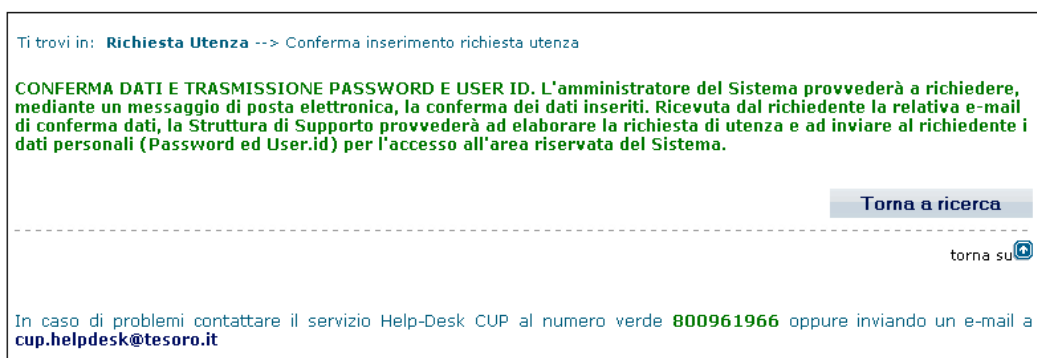 Ti trovi in: Richiesta Utenza --> Conferma inserimento richiesta utenza
CONFERMA DATI E TRASMISSIONE PASSWORD E USER ID. L'amministratore del Sistema provvederà a richiedere,
mediante un messaggio di posta elettronica, la conferma dei dati inseriti. Ricevuta dal richiedente la relativa e-mail
di conferma dati, la Struttura di Supporto provvederà ad elaborare la richiesta di utenza e ad inviare al richiedente i
dati personali (Password ed User.id) per l'accesso all'area riservata del Sistema.
Torna a ricerca
torna su
In caso di problemi contattare il servizio Help-Desk CUP al numero verde 800961966 oppure inviando un e-mail a
cup.helpdesk@tesoro.it